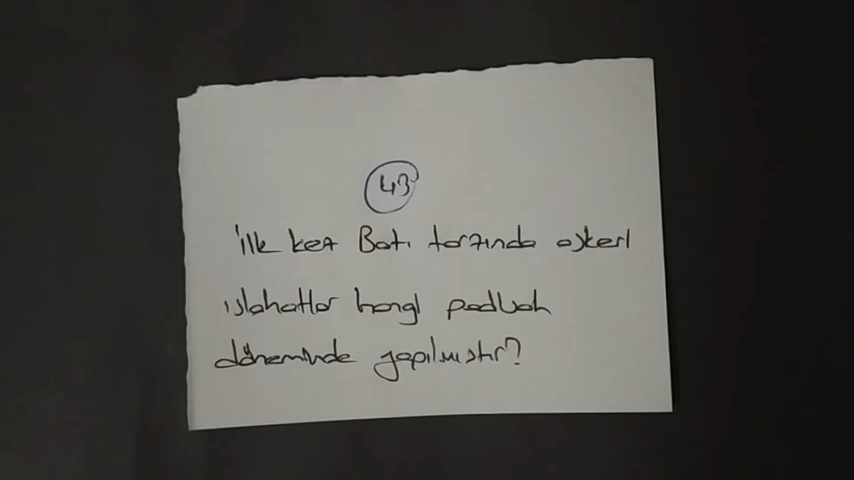 43
İlk kez Batı tarzında askeri
ıslahatlar hangi padişah
döneminde yapılmıştır?